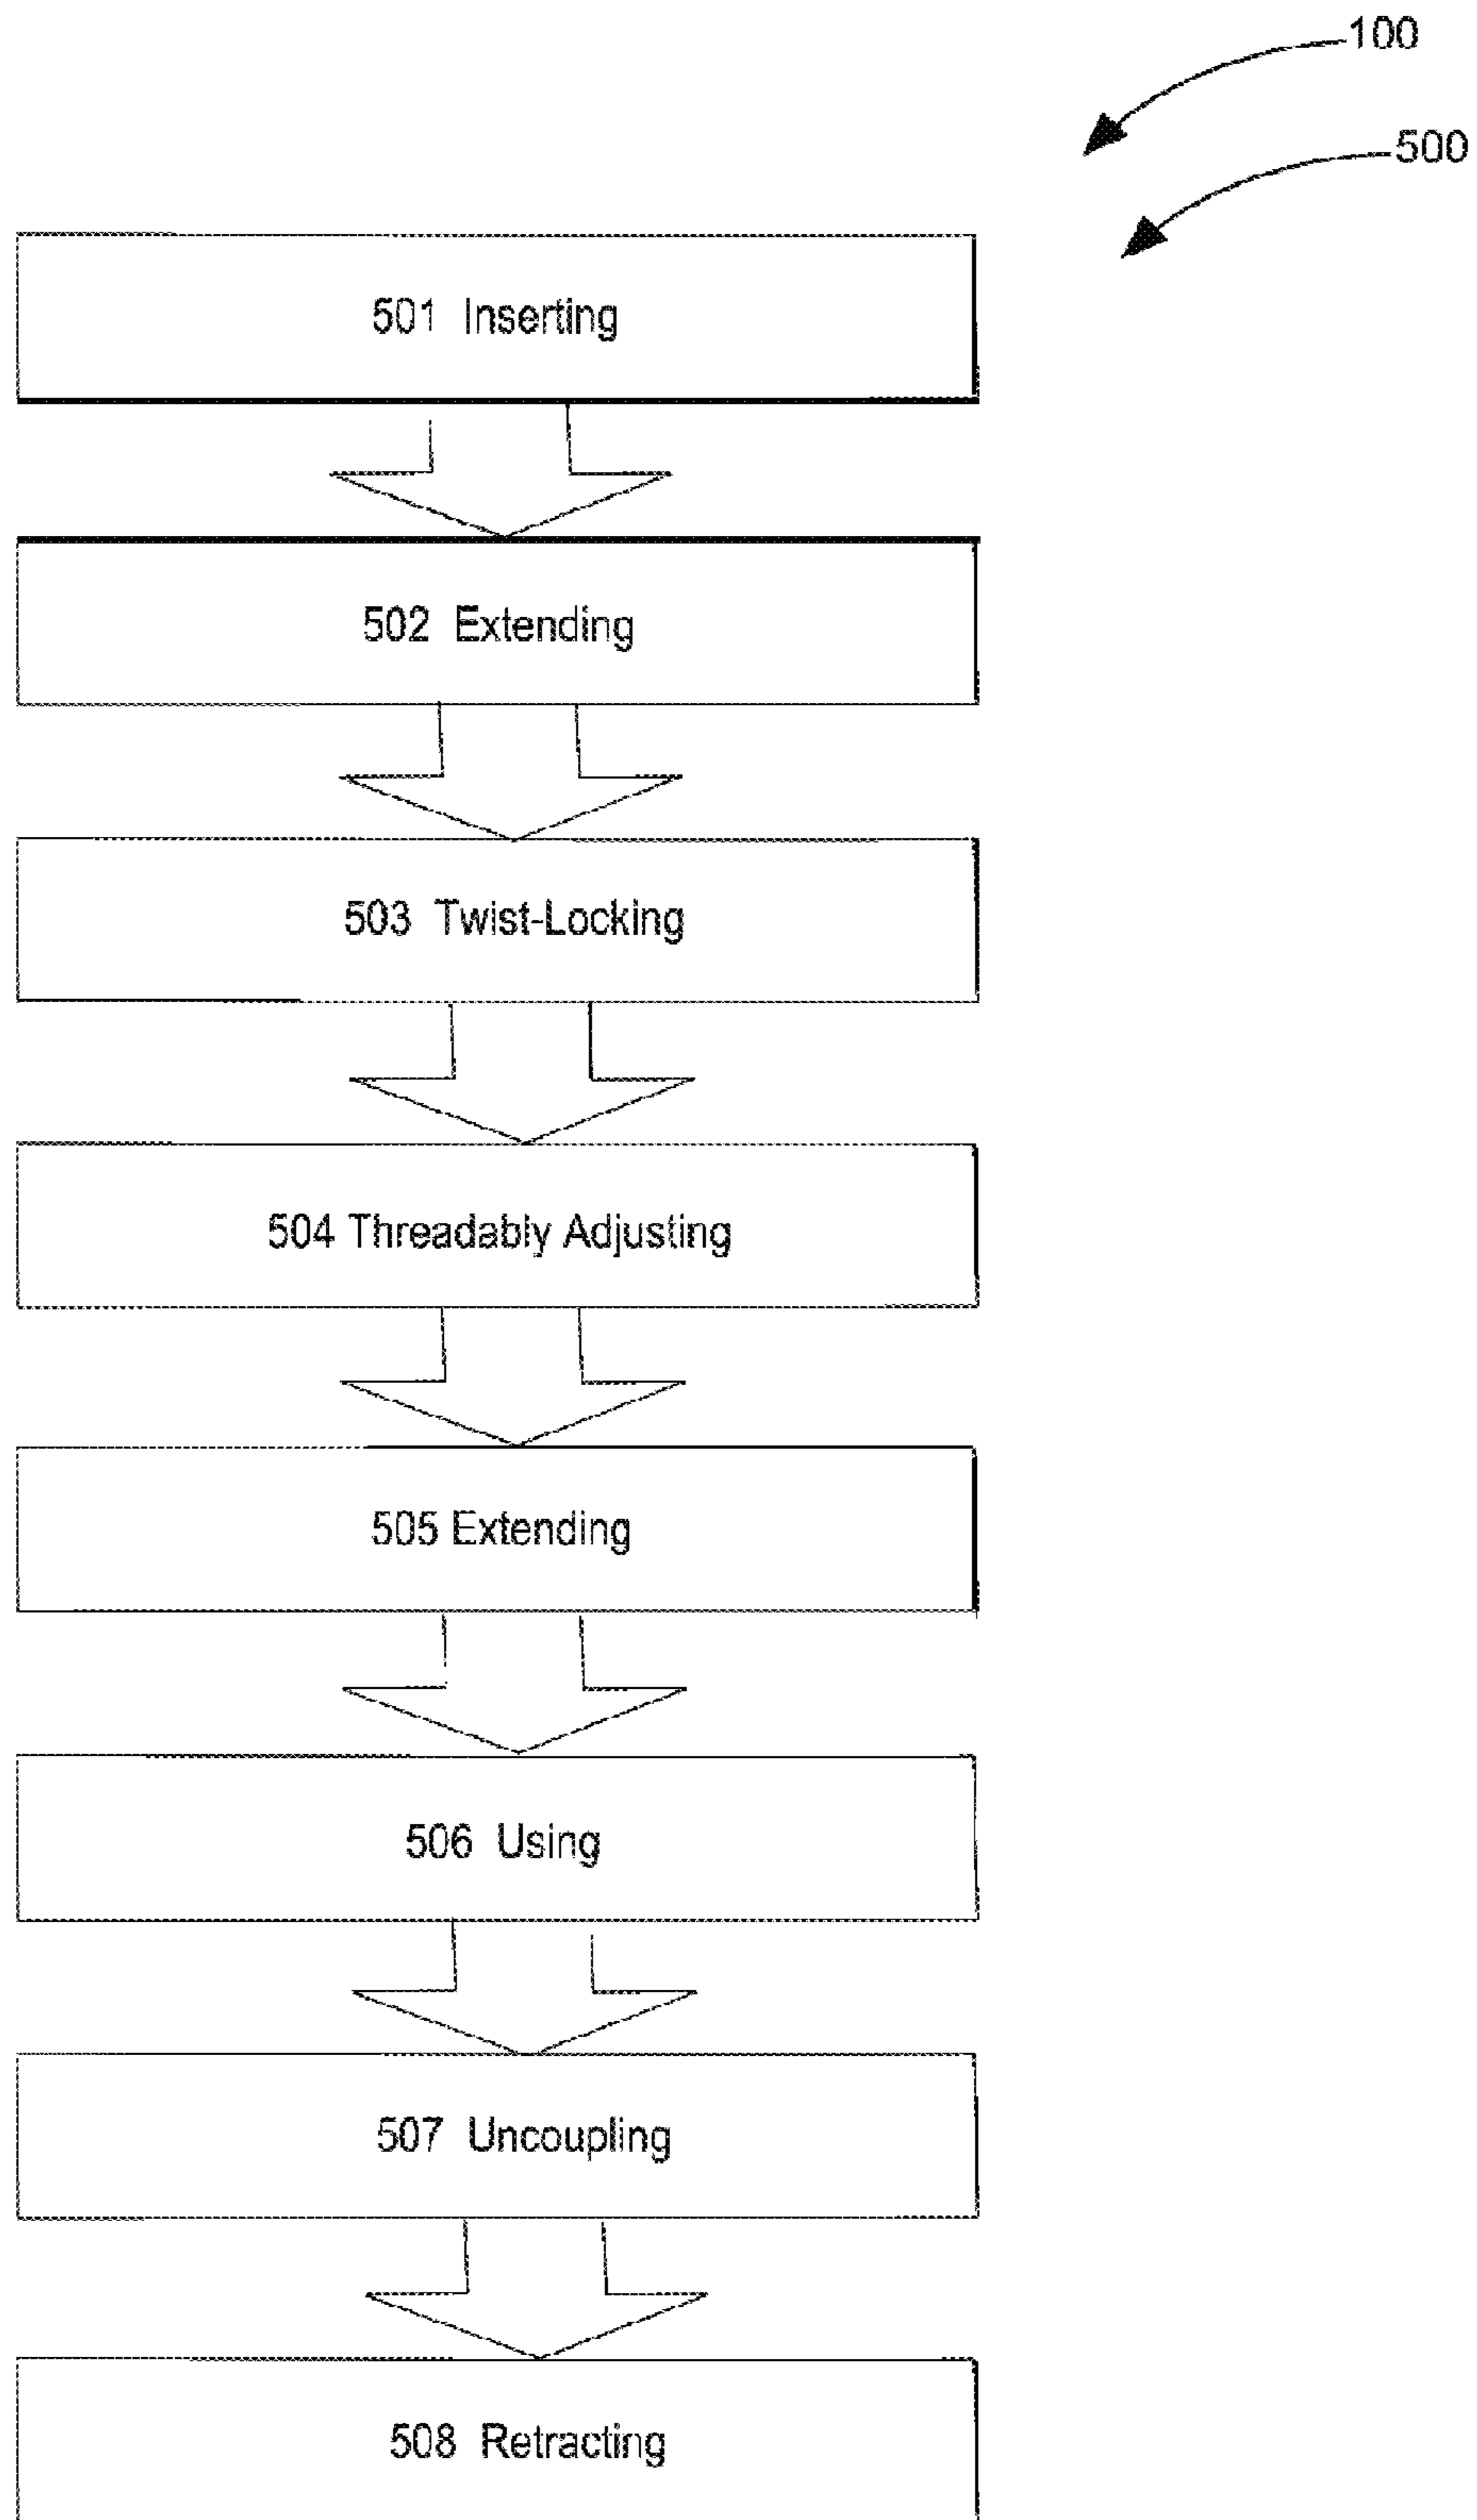 100
500
501 Inserting
502 Extending
503 Twist-Locking
504 Threadably Adjusting
505 Extending
506 Using
507 Uncoupling
508 Retracting